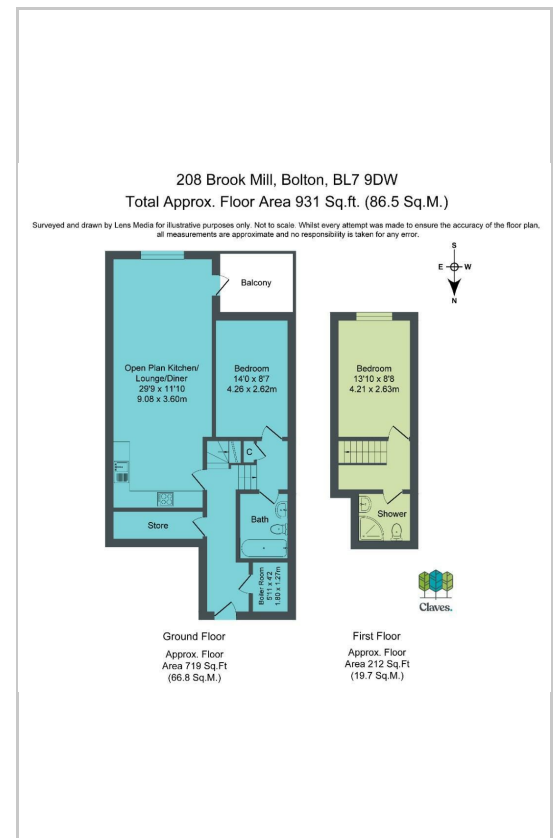 208 Brook Mill, Bolton, BL7 9DW
Total Approx. Floor Area 931 Sq.ft. (86.5 Sq.M.)
Surveyed and drawn by Lens Media for illustrative purposes only. Not to scale. Whilst every attempt was made to ensure the accuracy of the floor plan,
all measurements are approximate and no responsibility is taken for any error.
S
E W
N
Balcony
Open Plan Kitchen/
Lounge/Diner
29'9 x 11'10
9.08 x 3.60m
Bedroom
14'0 x 8'7
4.26 x 2.62m
C
Bath
Store
Boiler Room
5'11 x 4'2
1.80 x 1.27m
Bedroom
13'10 x 8'8
4.21 x 2.63m
Shower
Claves.
Ground Floor
Approx. Floor
Area 719 Sq.Ft
(66.8 Sq.M.)
First Floor
Approx. Floor
Area 212 Sq.Ft
(19.7 Sq.M.)